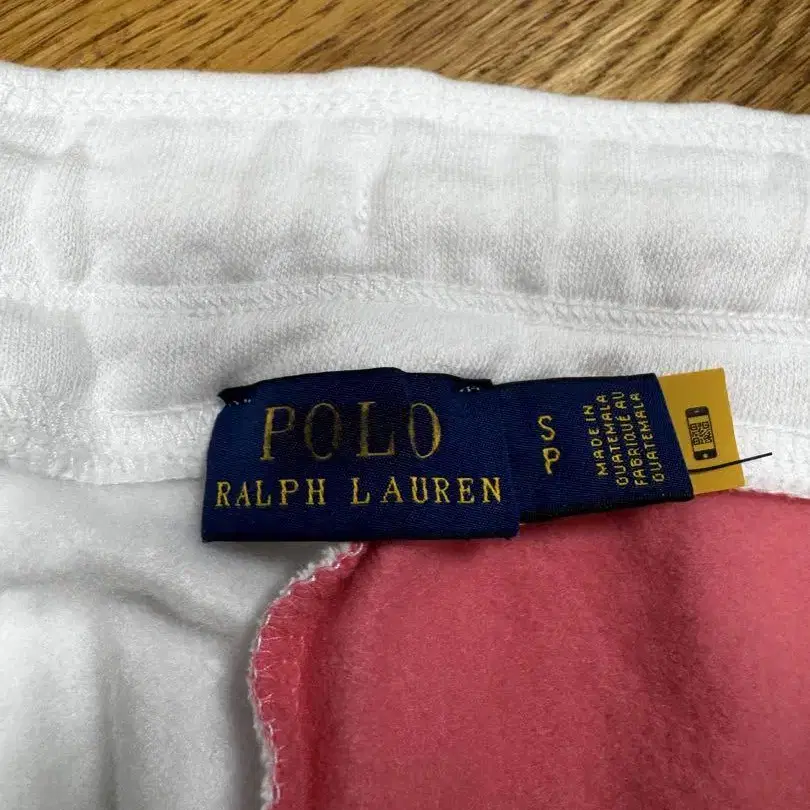 POLO
RALPH LAUREN
S
P
MADE IN
GUATEMALA
FABRIQUÉ AU
GUATEMALA